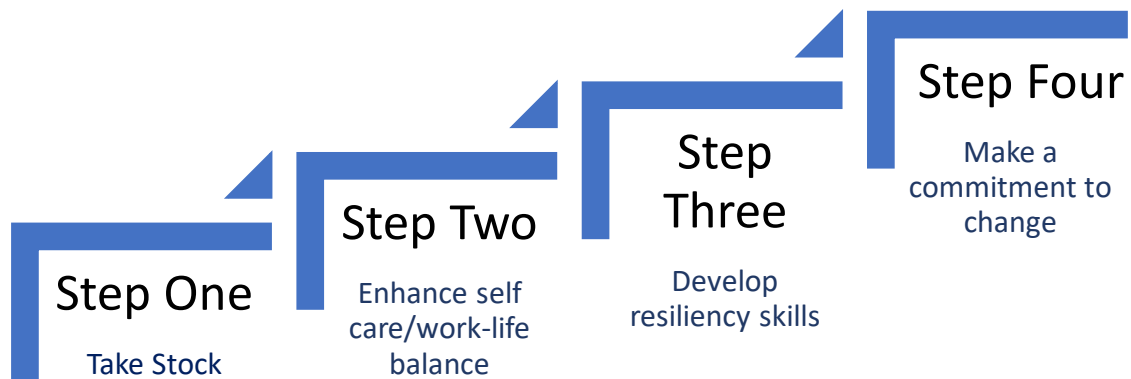 Step One
Take Stock
Step Two
Enhance self
care/work-life
balance
Step
Three
Develop
resiliency skills
Step Four
Make a
commitment to
change